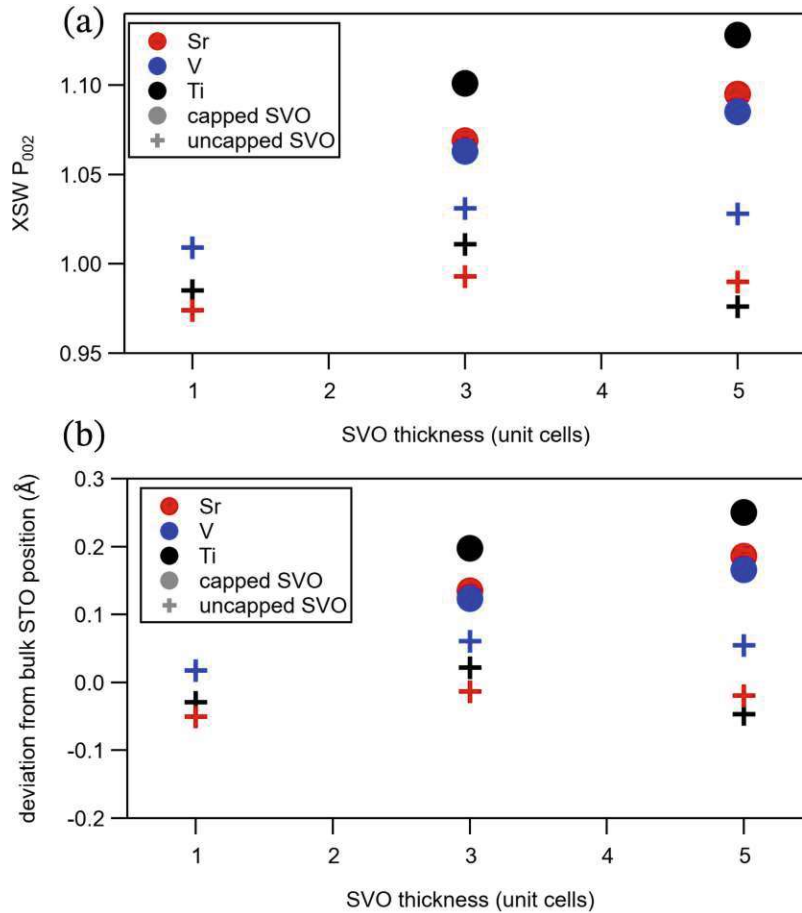 (a)
Sr
V
Ti
capped SVO
uncapped SVO
1.10
1.05
1.00
0.95
XSW P002
1
2
3
4
5
SVO thickness (unit cells)
(b)
Sr
V
Ti
capped SVO
uncapped SVO
0.3
0.2
0.1
0.0
-0.1
-0.2
deviation from bulk STO position (Å)
1
2
3
4
5
SVO thickness (unit cells)